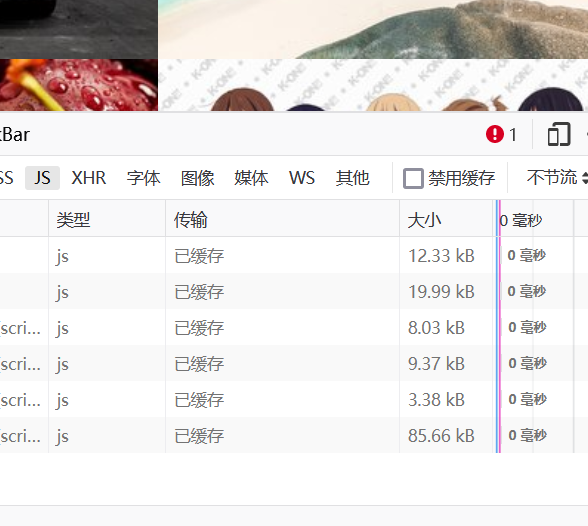 K-ON! K-ON! K-ON! K-ON!
Bar
1
SS JS XHR 字体 图像 媒体 WS 其他 禁用缓存 不节流
类型 传输 大小 0 毫秒
js 已缓存 12.33 kB 0 毫秒
js 已缓存 19.99 kB 0 毫秒
scri... js 已缓存 8.03 kB 0 毫秒
scri... js 已缓存 9.37 kB 0 毫秒
scri... js 已缓存 3.38 kB 0 毫秒
scri... js 已缓存 85.66 kB 0 毫秒